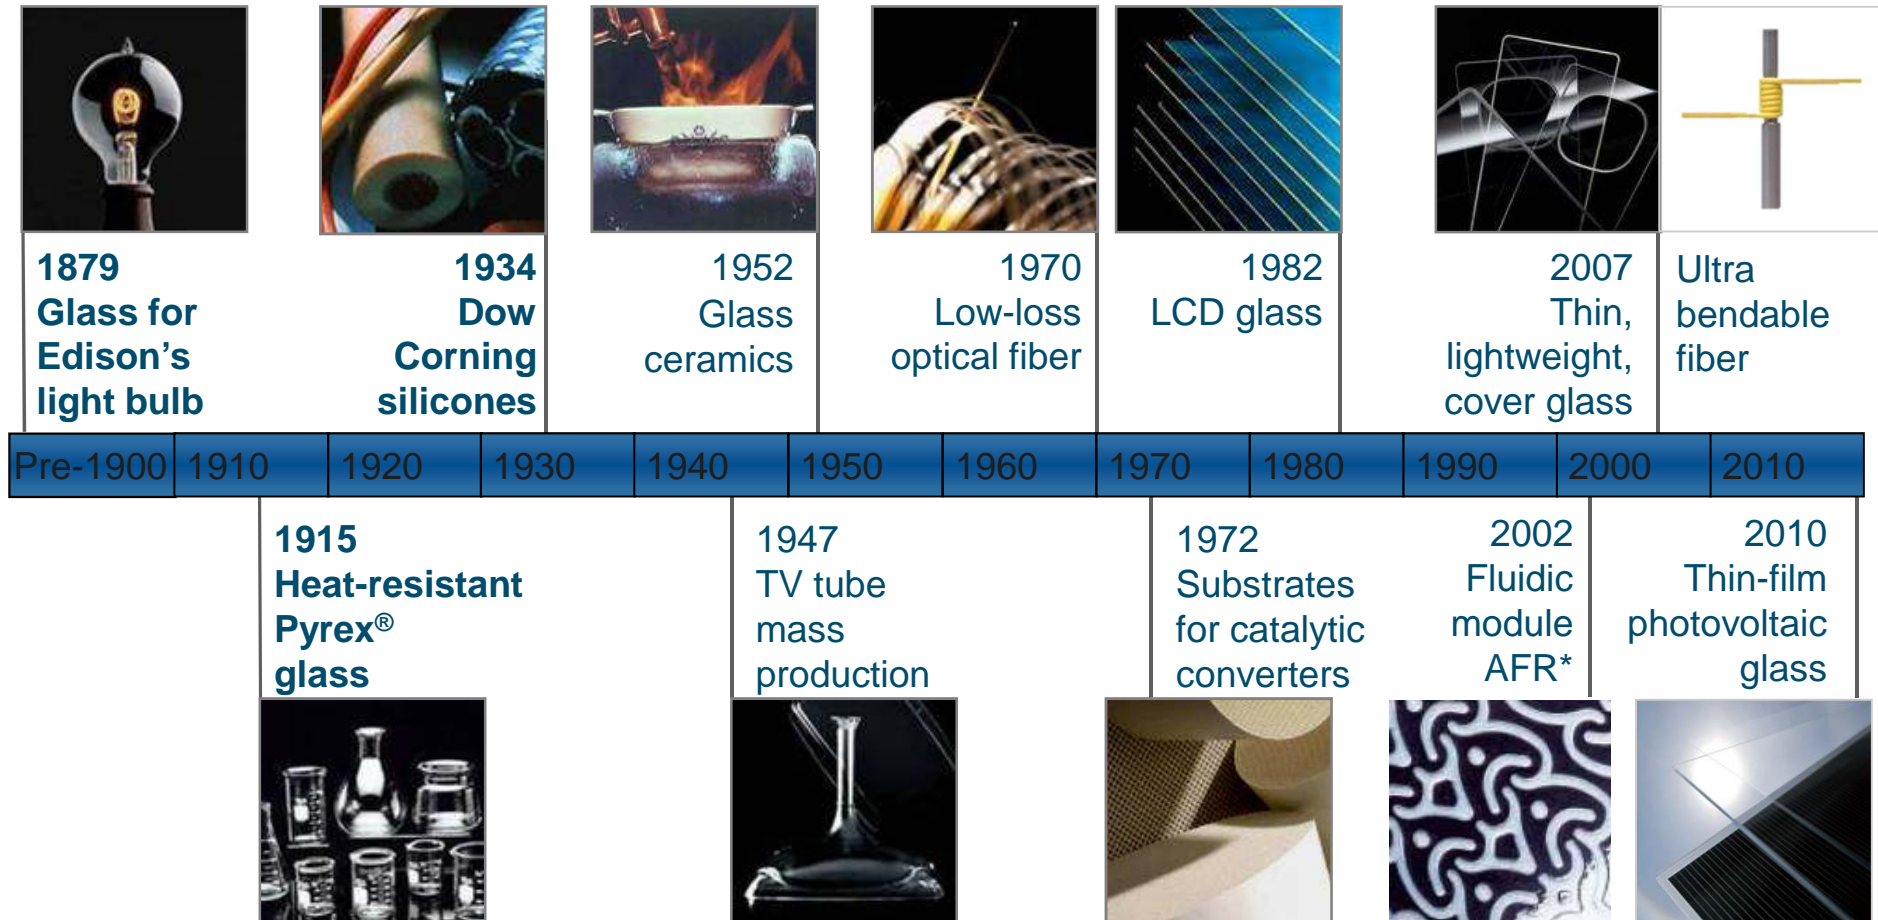 1879
Glass for
Edison's
light bulb
1934
Dow
Corning
silicones
1952
Glass
ceramics
1970
Low-loss
optical fiber
1982
LCD glass
2007
Thin,
lightweight,
cover glass
Ultra
bendable
fiber
Pre-1900 1910 1920 1930 1940 1950 1960 1970 1980 1990 2000 2010
1915
Heat-resistant
Pyrex®
glass
1947
TV tube
mass
production
1972
Substrates
for catalytic
converters
2002
Fluidic
module
AFR*
2010
Thin-film
photovoltaic
glass